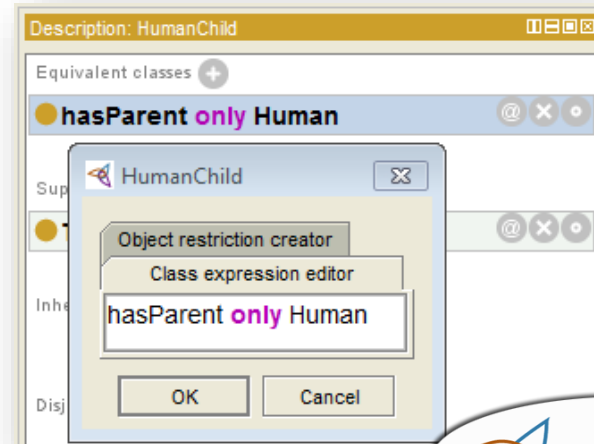 Description: HumanChild
Equivalent classes
hasParent only Human
Sup
HumanChild
Object restriction creator
Class expression editor
Inhe
hasParent only Human
OK Cancel
Disj